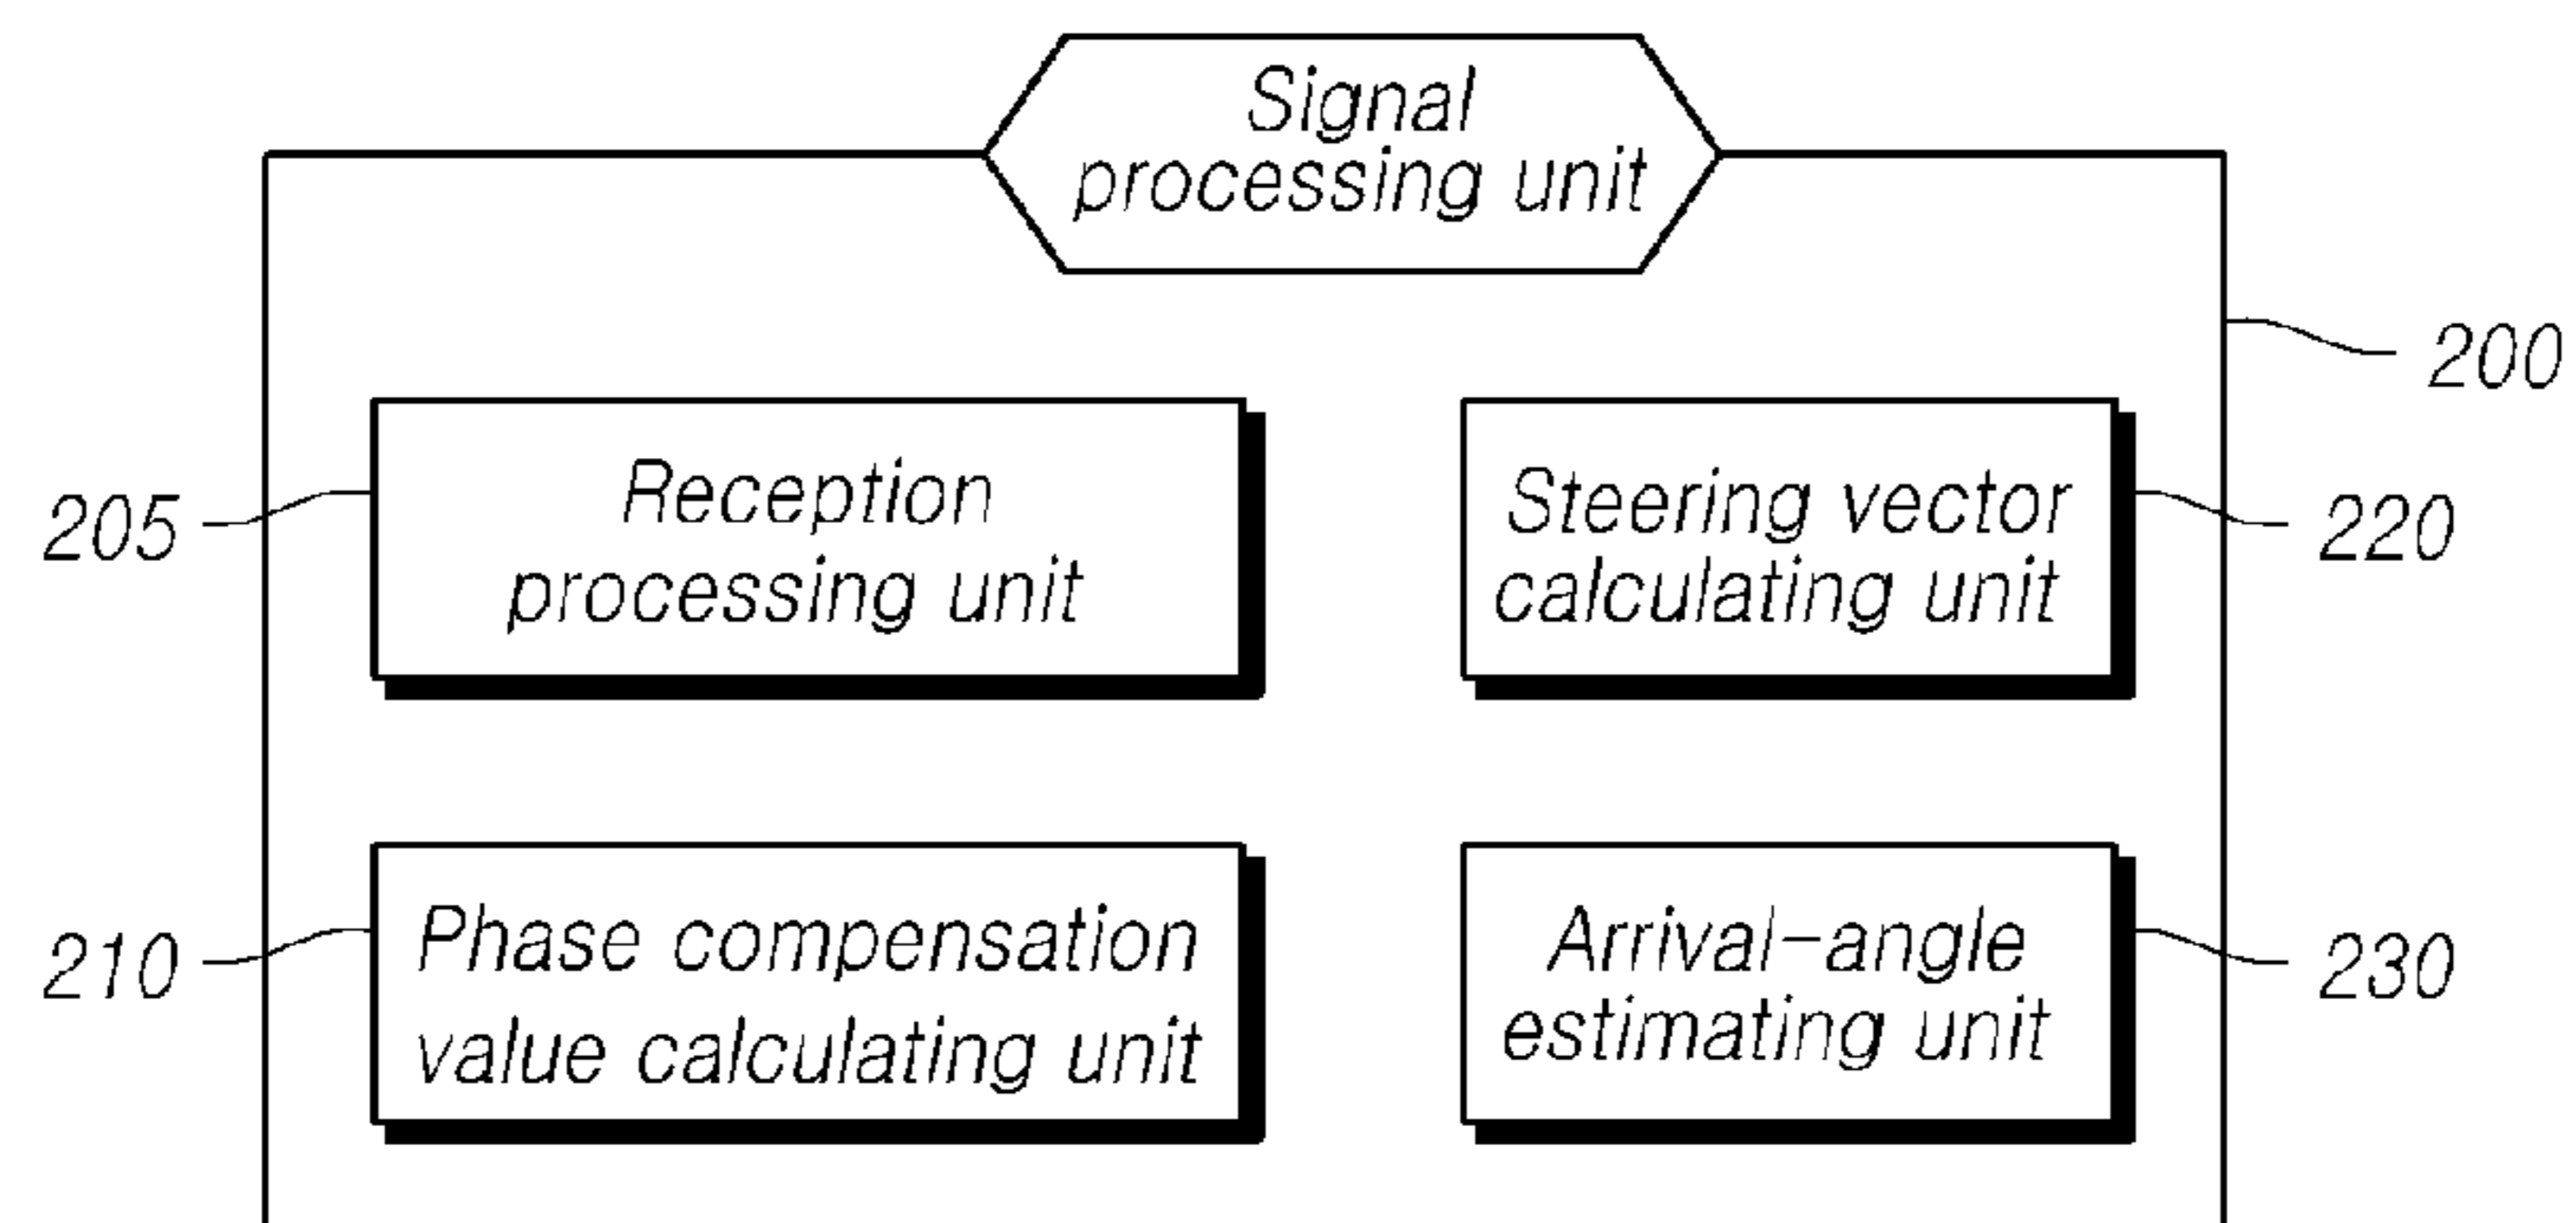 Signal
processing unit
200
205
Reception
processing unit
Steering vector
calculating unit
220
210
Phase compensation
value calculating unit
Arrival-angle
estimating unit
230